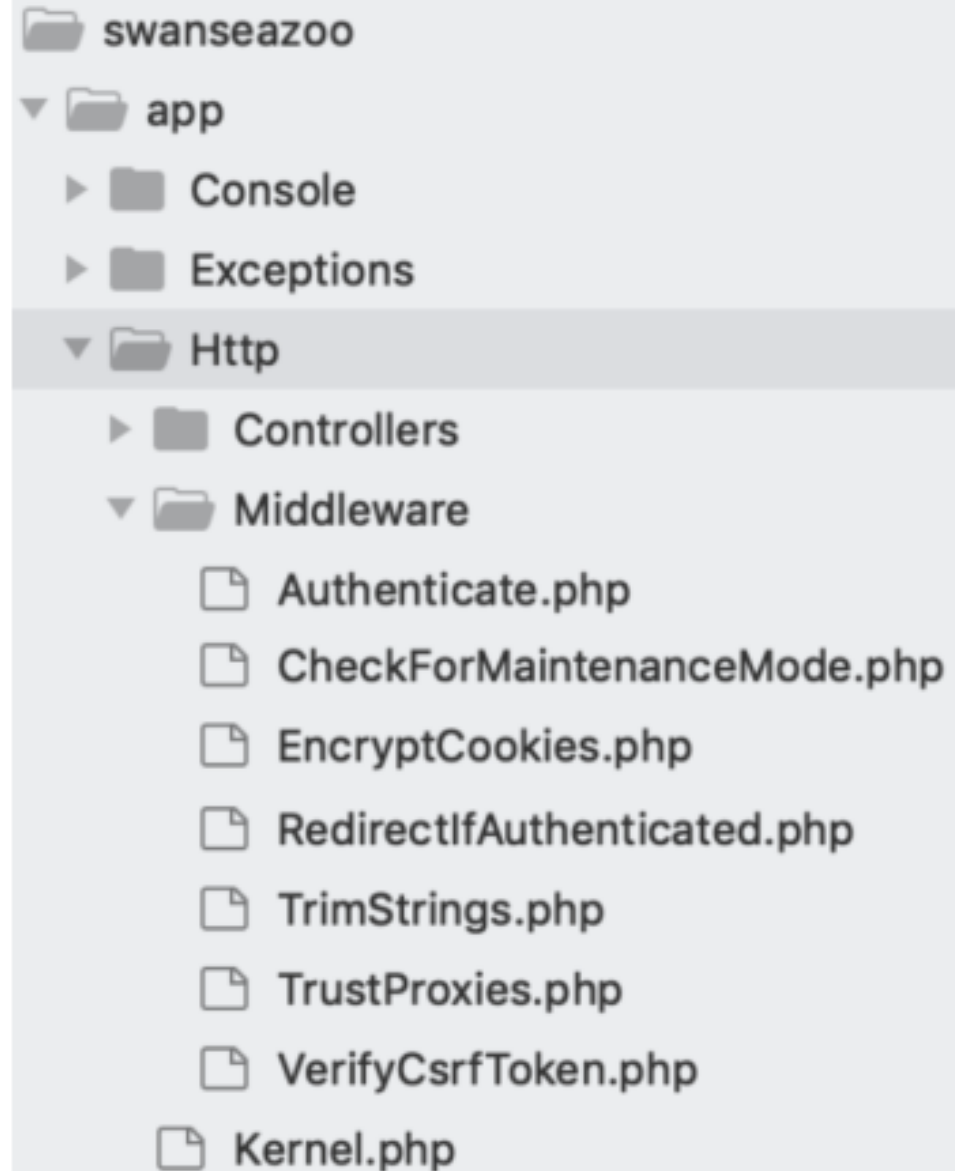 swanseazoo
app
Console
Exceptions
Http
Controllers
Middleware
Authenticate.php
CheckForMaintenanceMode.php
EncryptCookies.php
RedirectIfAuthenticated.php
TrimStrings.php
TrustProxies.php
VerifyCsrfToken.php
Kernel.php